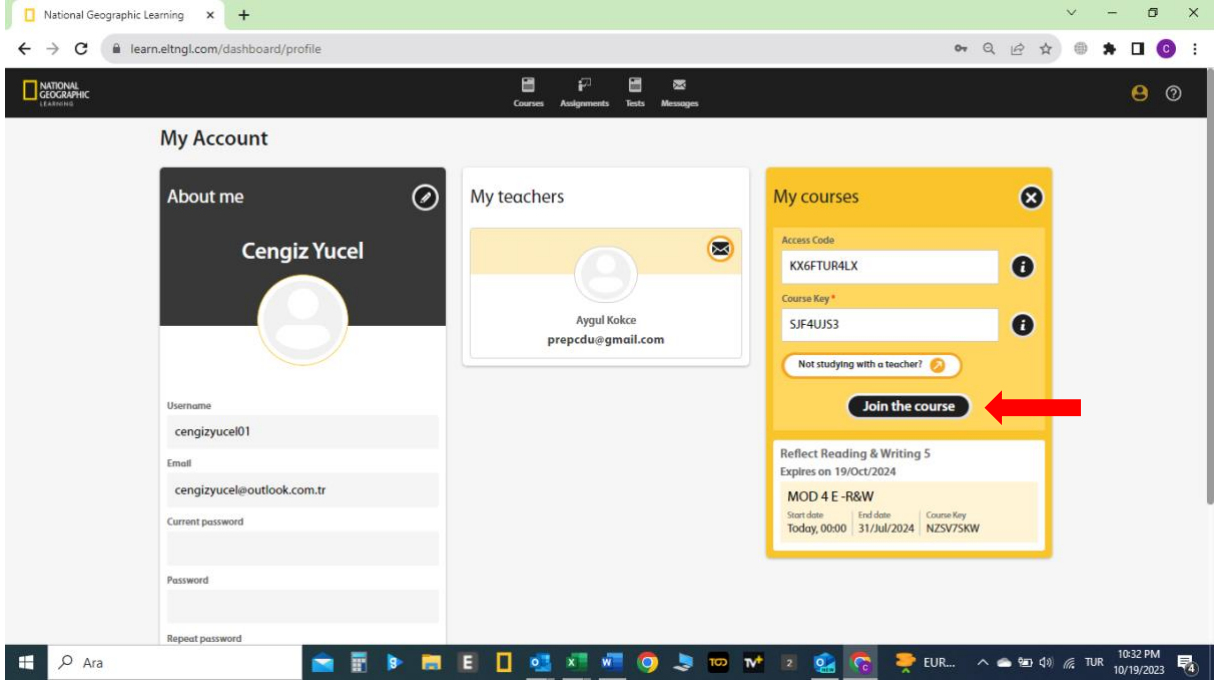 National Geographic Learning
learn.eltngl.com/dashboard/profile
C
NATIONAL
GEOGRAPHIC
LEARNING
Courses Assignments Tests Messages
My Account
About me
Cengiz Yucel
Username
cengizyucel01
Email
cengizyucel@outlook.com.tr
Current password
Password
Repeat password
My teachers
Aygul Kokce
prepcdu@gmail.com
My courses
Access Code
KX6FTUR4LX
Course Key *
SJF4UJS3
Not studying with a teacher?
Join the course
Reflect Reading & Writing 5
Expires on 19/Oct/2024
MOD 4 E -R&W
Start date End date Course Key
Today, 00:00 31/Jul/2024 NZSV7SKW
Ara
EUR... TUR 10:32 PM
10/19/2023